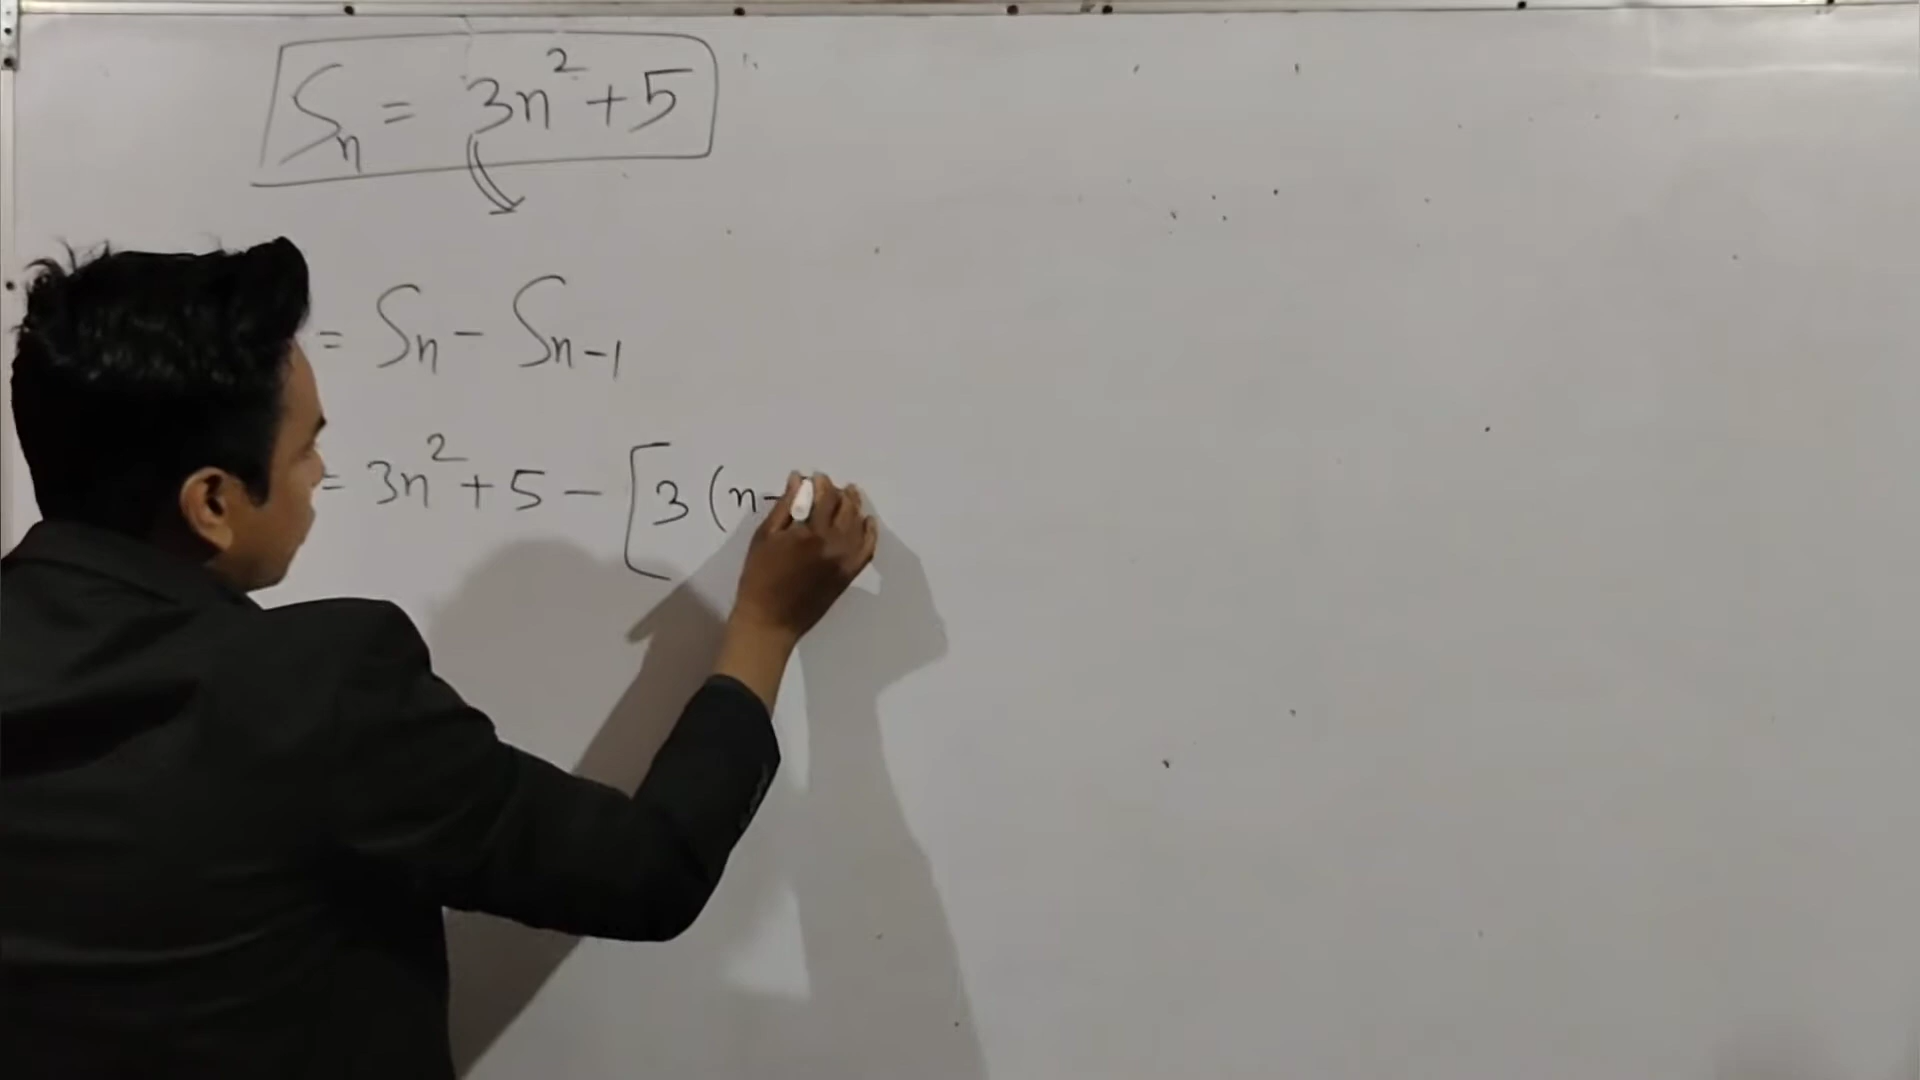 Sₙ = 3n² + 5
= Sₙ - Sₙ₋₁
= 3n² + 5 - [3 (n-